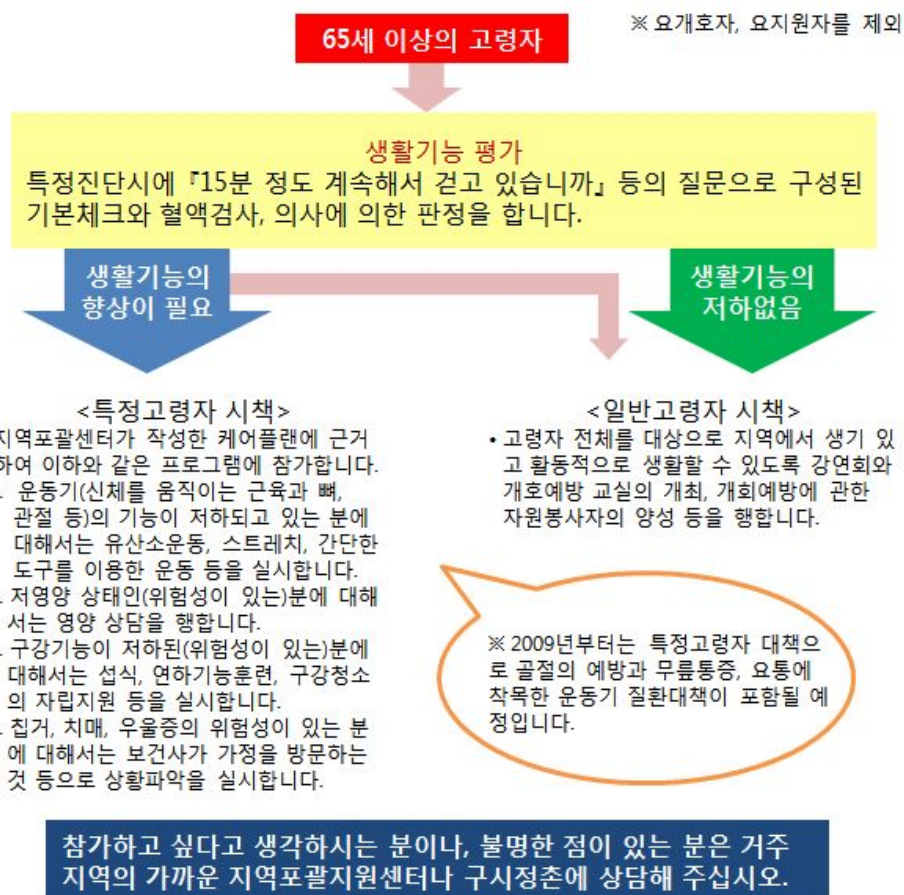 ※ 요개호자, 요지원자를 제외
65세 이상의 고령자
생활기능 평가
특정진단시에 『15분 정도 계속해서 걷고 있습니까』 등의 질문으로 구성된
기본체크와 혈액검사, 의사에 의한 판정을 합니다.
생활기능의
향상이 필요
생활기능의
저하없음
<특정고령자 시책>
지역포괄센터가 작성한 케어플랜에 근거
하여 이하와 같은 프로그램에 참가합니다.
. 운동기(신체를 움직이는 근육과 뼈,
관절 등)의 기능이 저하되고 있는 분에
대해서는 유산소운동, 스트레치, 간단한
도구를 이용한 운동 등을 실시합니다.
. 저영양 상태인(위험성이 있는)분에 대해
서는 영양 상담을 행합니다.
. 구강기능이 저하된(위험성이 있는)분에
대해서는 섭식, 연하기능훈련, 구강청소
의 자립지원 등을 실시합니다.
. 칩거, 치매, 우울증의 위험성이 있는 분
에 대해서는 보건사가 가정을 방문하는
것 등으로 상황파악을 실시합니다.
<일반고령자 시책>
• 고령자 전체를 대상으로 지역에서 생기 있
고 활동적으로 생활할 수 있도록 강연회와
개호예방 교실의 개최, 개회예방에 관한
자원봉사자의 양성 등을 행합니다.
※ 2009년부터는 특정고령자 대책으
로 골절의 예방과 무릎통증, 요통에
착목한 운동기 질환대책이 포함될 예
정입니다.
참가하고 싶다고 생각하시는 분이나, 불명한 점이 있는 분은 거주
지역의 가까운 지역포괄지원센터나 구시정촌에 상담해 주십시오.